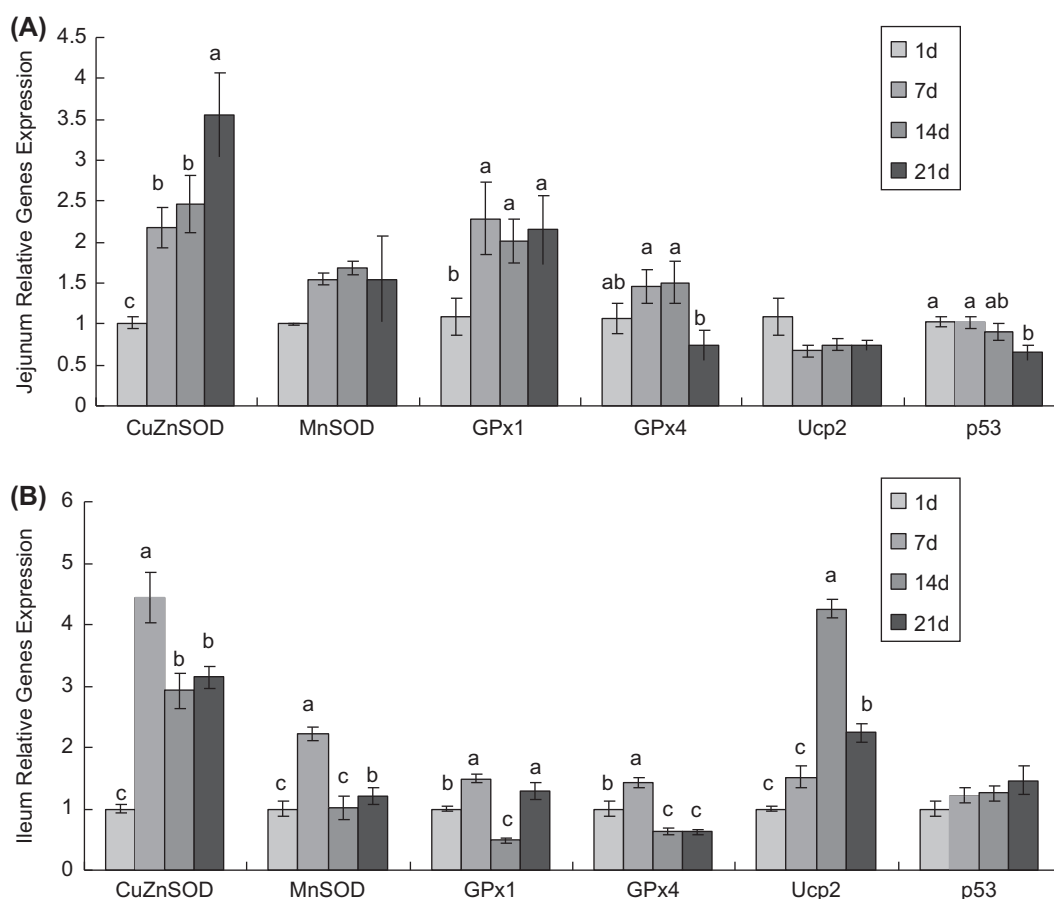 (A)
Jejunum Relative Genes Expression
4.5
4
3.5
3
2.5
2
1.5
1
0.5
0
c b b a
b a a a
ab a a b
a a ab b
CuZnSOD MnSOD GPx1 GPx4 Ucp2 p53
1d
7d
14d
21d
(B)
Ileum Relative Genes Expression
6
5
4
3
2
1
0
c a b b
c a c b
b a c a
b a c c
c c a b
CuZnSOD MnSOD GPx1 GPx4 Ucp2 p53
1d
7d
14d
21d